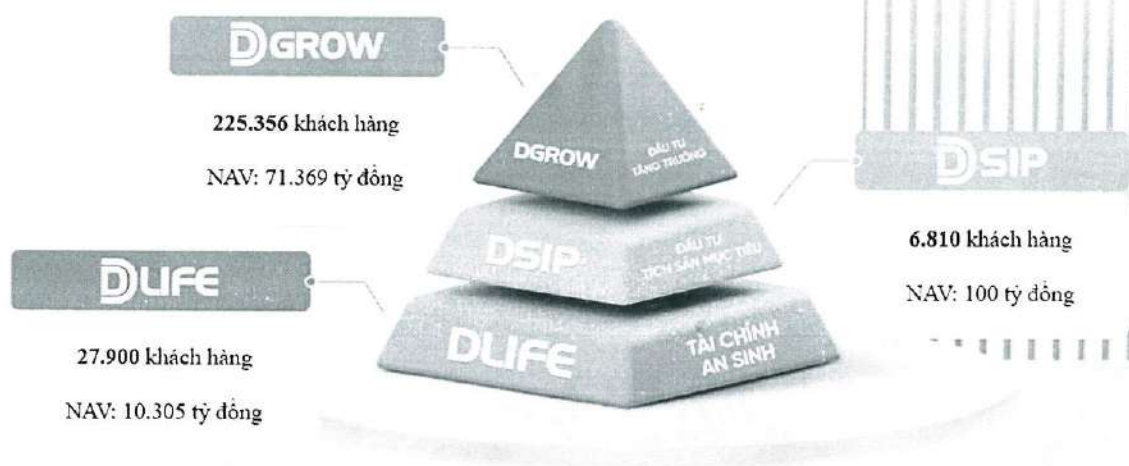 DGROW
225.356 khách hàng
NAV: 71.369 tỷ đồng
DGROW
ĐẦU TƯ
TĂNG TRƯỞNG
DSIP
6.810 khách hàng
NAV: 100 tỷ đồng
DSIP
ĐẦU TƯ
TÍCH SẢN MỤC TIÊU
DLIFE
27.900 khách hàng
NAV: 10.305 tỷ đồng
DLIFE
TÀI CHÍNH
AN SINH